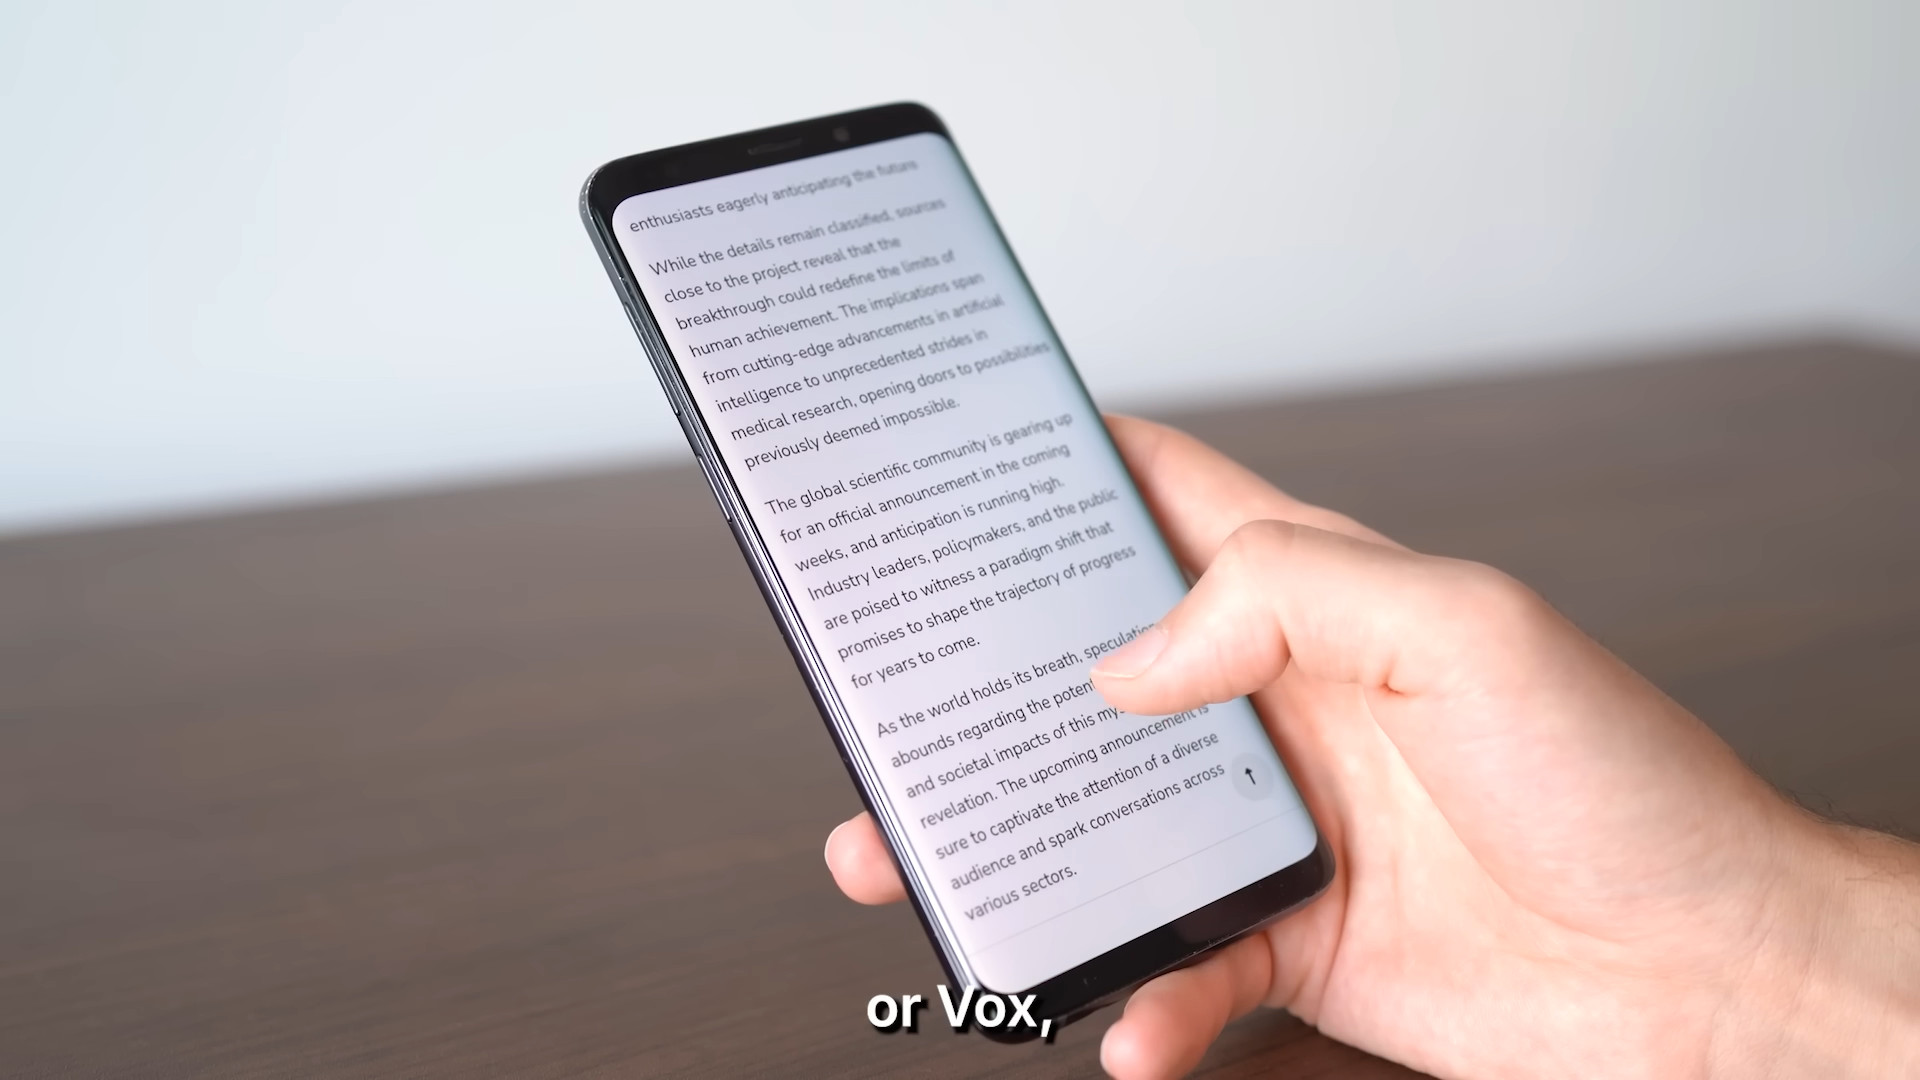 enthusiasts eagerly anticipating the future
While the details remain classified, sources
close to the project reveal that the
breakthrough could redefine the limits of
human achievement. The implications span
from cutting-edge advancements in artificial
intelligence to unprecedented strides in
medical research, opening doors to possibilities
previously deemed impossible.
The global scientific community is gearing up
for an official announcement in the coming
weeks, and anticipation is running high.
Industry leaders, policymakers, and the public
are poised to witness a paradigm shift that
promises to shape the trajectory of progress
for years to come.
As the world holds its breath, speculation
abounds regarding the poten
and societal impacts of this mys
revelation. The upcoming announcement is
sure to captivate the attention of a diverse
audience and spark conversations across
various sectors.
or Vox,